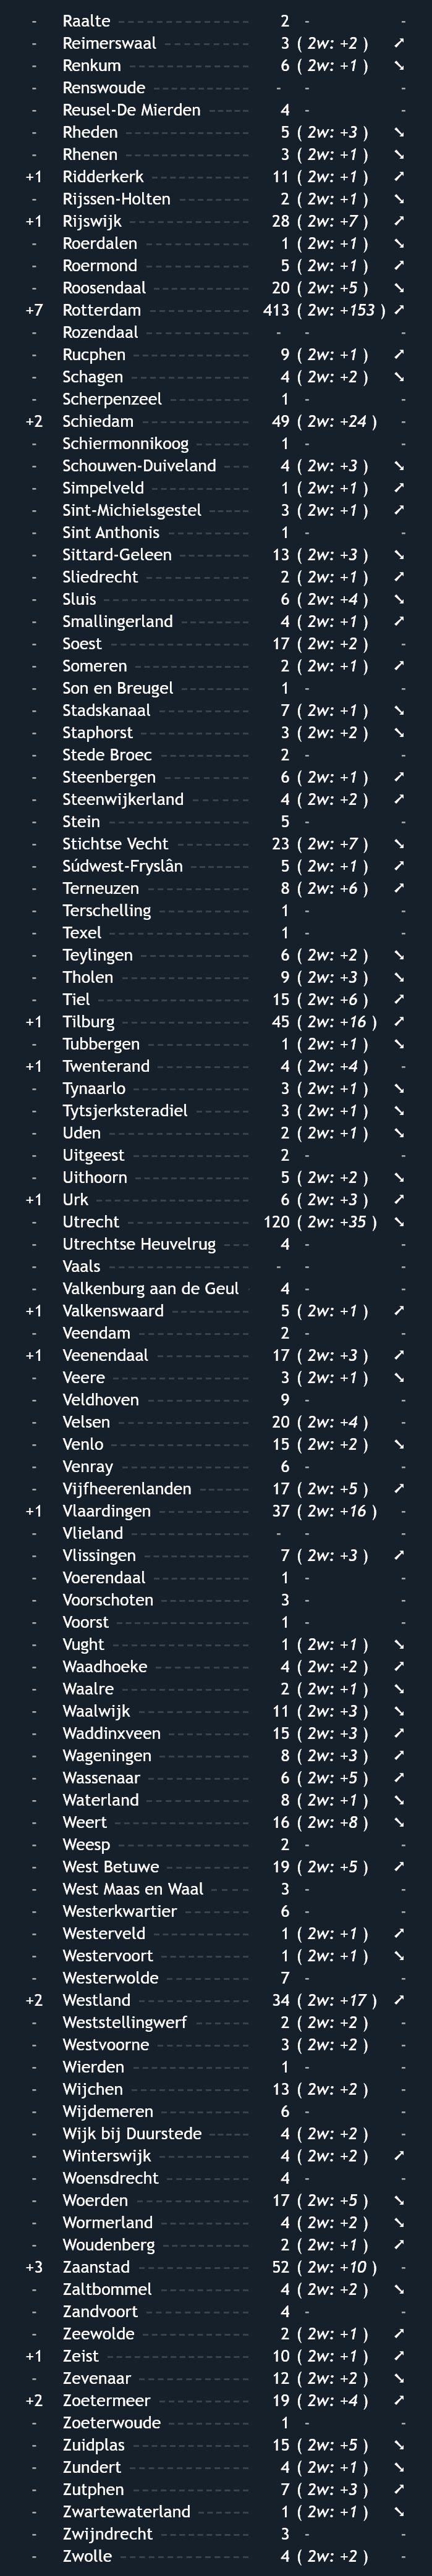 - Raalte 2 - -
- Reimerswaal 3 ( 2w: +2 ) ➚
- Renkum 6 ( 2w: +1 ) ➘
- Renswoude - - -
- Reusel-De Mierden 4 - -
- Rheden 5 ( 2w: +3 ) ➘
- Rhenen 3 ( 2w: +1 ) ➘
+1 Ridderkerk 11 ( 2w: +1 ) ➚
- Rijssen-Holten 2 ( 2w: +1 ) ➘
+1 Rijswijk 28 ( 2w: +7 ) ➚
- Roerdalen 1 ( 2w: +1 ) ➘
- Roermond 5 ( 2w: +1 ) ➚
- Roosendaal 20 ( 2w: +5 ) ➘
+7 Rotterdam 413 ( 2w: +153 ) ➚
- Rozendaal - - -
- Rucphen 9 ( 2w: +1 ) ➚
- Schagen 4 ( 2w: +2 ) ➘
- Scherpenzeel 1 - -
+2 Schiedam 49 ( 2w: +24 ) -
- Schiermonnikoog 1 - -
- Schouwen-Duiveland 4 ( 2w: +3 ) ➘
- Simpelveld 1 ( 2w: +1 ) ➚
- Sint-Michielsgestel 3 ( 2w: +1 ) ➚
- Sint Anthonis 1 - -
- Sittard-Geleen 13 ( 2w: +3 ) ➘
- Sliedrecht 2 ( 2w: +1 ) ➚
- Sluis 6 ( 2w: +4 ) ➘
- Smallingerland 4 ( 2w: +1 ) ➚
- Soest 17 ( 2w: +2 ) -
- Someren 2 ( 2w: +1 ) ➚
- Son en Breugel 1 - -
- Stadskanaal 7 ( 2w: +1 ) ➘
- Staphorst 3 ( 2w: +2 ) ➘
- Stede Broec 2 - -
- Steenbergen 6 ( 2w: +1 ) ➚
- Steenwijkerland 4 ( 2w: +2 ) ➚
- Stein 5 - -
- Stichtse Vecht 23 ( 2w: +7 ) ➘
- Súdwest-Fryslân 5 ( 2w: +1 ) ➚
- Terneuzen 8 ( 2w: +6 ) ➚
- Terschelling 1 - -
- Texel 1 - -
- Teylingen 6 ( 2w: +2 ) ➘
- Tholen 9 ( 2w: +3 ) ➘
- Tiel 15 ( 2w: +6 ) ➚
+1 Tilburg 45 ( 2w: +16 ) ➚
- Tubbergen 1 ( 2w: +1 ) ➘
+1 Twenterand 4 ( 2w: +4 ) -
- Tynaarlo 3 ( 2w: +1 ) ➘
- Tytsjerksteradiel 3 ( 2w: +1 ) ➘
- Uden 2 ( 2w: +1 ) ➘
- Uitgeest 2 - -
- Uithoorn 5 ( 2w: +2 ) ➘
+1 Urk 6 ( 2w: +3 ) ➚
- Utrecht 120 ( 2w: +35 ) ➘
- Utrechtse Heuvelrug 4 - -
- Vaals - - -
- Valkenburg aan de Geul 4 - -
+1 Valkenswaard 5 ( 2w: +1 ) ➚
- Veendam 2 - -
+1 Veenendaal 17 ( 2w: +3 ) ➚
- Veere 3 ( 2w: +1 ) ➘
- Veldhoven 9 - -
- Velsen 20 ( 2w: +4 ) -
- Venlo 15 ( 2w: +2 ) ➘
- Venray 6 - -
- Vijfheerenlanden 17 ( 2w: +5 ) ➚
+1 Vlaardingen 37 ( 2w: +16 ) -
- Vlieland - - -
- Vlissingen 7 ( 2w: +3 ) ➚
- Voerendaal 1 - -
- Voorschoten 3 - -
- Voorst 1 - -
- Vught 1 ( 2w: +1 ) ➘
- Waadhoeke 4 ( 2w: +2 ) ➚
- Waalre 2 ( 2w: +1 ) ➘
- Waalwijk 11 ( 2w: +3 ) ➘
- Waddinxveen 15 ( 2w: +3 ) ➚
- Wageningen 8 ( 2w: +3 ) ➚
- Wassenaar 6 ( 2w: +5 ) ➚
- Waterland 8 ( 2w: +1 ) ➘
- Weert 16 ( 2w: +8 ) ➘
- Weesp 2 - -
- West Betuwe 19 ( 2w: +5 ) ➚
- West Maas en Waal 3 - -
- Westerkwartier 6 - -
- Westerveld 1 ( 2w: +1 ) ➚
- Westervoort 1 ( 2w: +1 ) ➘
- Westerwolde 7 - -
+2 Westland 34 ( 2w: +17 ) ➚
- Weststellingwerf 2 ( 2w: +2 ) -
- Westvoorne 3 ( 2w: +2 ) -
- Wierden 1 - -
- Wijchen 13 ( 2w: +2 ) -
- Wijdemeren 6 - -
- Wijk bij Duurstede 4 ( 2w: +2 ) -
- Winterswijk 4 ( 2w: +2 ) ➚
- Woensdrecht 4 - -
- Woerden 17 ( 2w: +5 ) ➘
- Wormerland 4 ( 2w: +2 ) ➘
- Woudenberg 2 ( 2w: +1 ) ➚
+3 Zaanstad 52 ( 2w: +10 ) -
- Zaltbommel 4 ( 2w: +2 ) ➘
- Zandvoort 4 - -
- Zeewolde 2 ( 2w: +1 ) ➚
+1 Zeist 10 ( 2w: +1 ) ➚
- Zevenaar 12 ( 2w: +2 ) ➘
+2 Zoetermeer 19 ( 2w: +4 ) ➚
- Zoeterwoude 1 - -
- Zuidplas 15 ( 2w: +5 ) ➘
- Zundert 4 ( 2w: +1 ) ➘
- Zutphen 7 ( 2w: +3 ) ➚
- Zwartewaterland 1 ( 2w: +1 ) ➘
- Zwijndrecht 3 - -
- Zwolle 4 ( 2w: +2 ) -